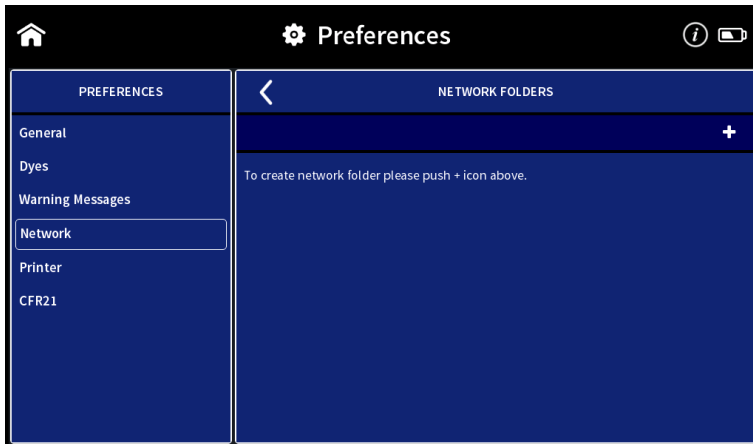 Preferences
PREFERENCES
General
Dyes
Warning Messages
Network
Printer
CFR21
NETWORK FOLDERS
To create network folder please push + icon above.